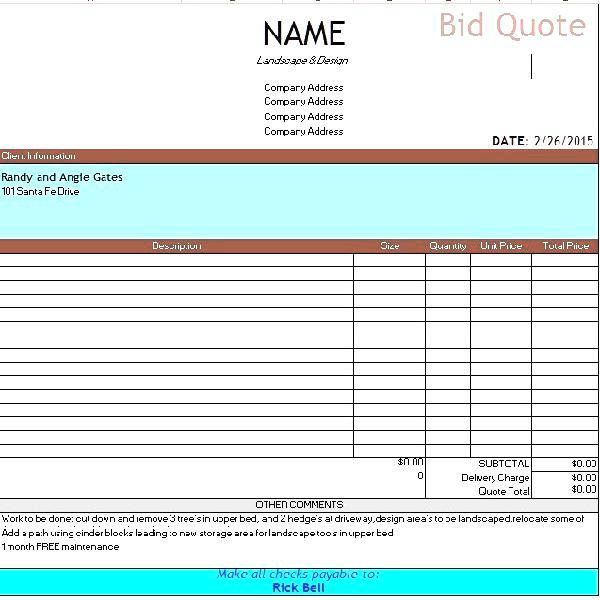 NAME
Bid Quote
Landscape & Design
Company Address
Company Address
Company Address
Company Address
DATE: 2/26/2015
Client Information
Randy and Angie Gates
101 Santa Fe Drive
Description Size Quantity Unit Price Total Price
$0.00 SUBTOTAL $0.00
0 Delivery Charge $0.00
Quote Total $0.00
OTHER COMMENTS
Work to be done: cut down and remove 3 tree's in upper bed, and 2 hedge's at driveway, design area's to be landscaped.relocate some of
Add a path using cinder blocks leading to new storage area for landscape tools in upper bed
1 month FREE maintenance
Make all checks payable to:
Rick Bell